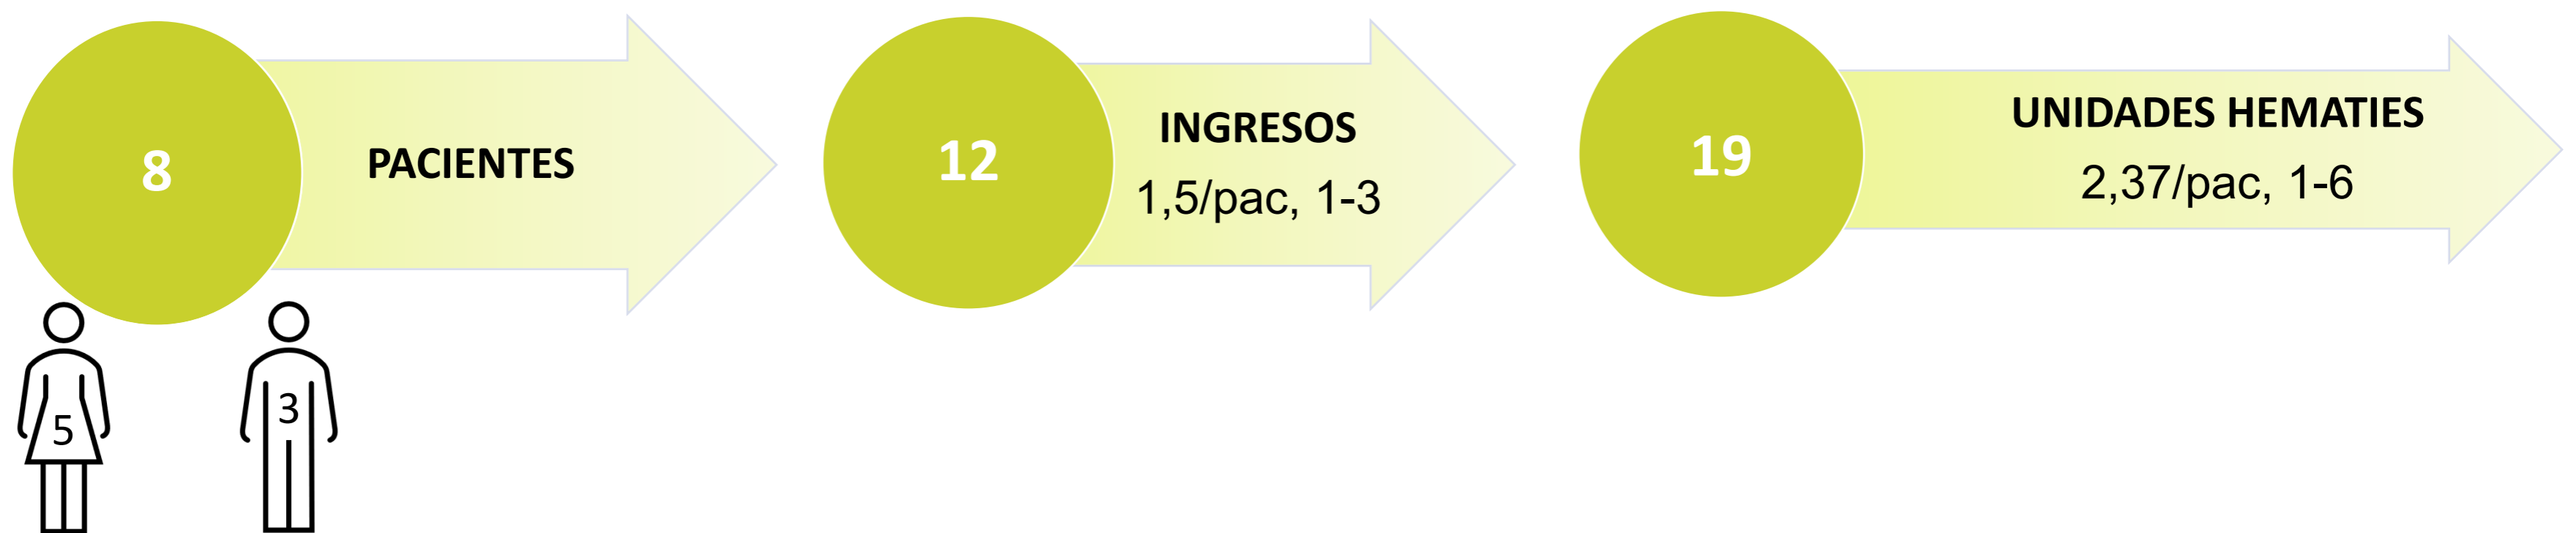 8
PACIENTES
5
3
12
INGRESOS
1,5/pac, 1-3
19
UNIDADES HEMATIES
2,37/pac, 1-6